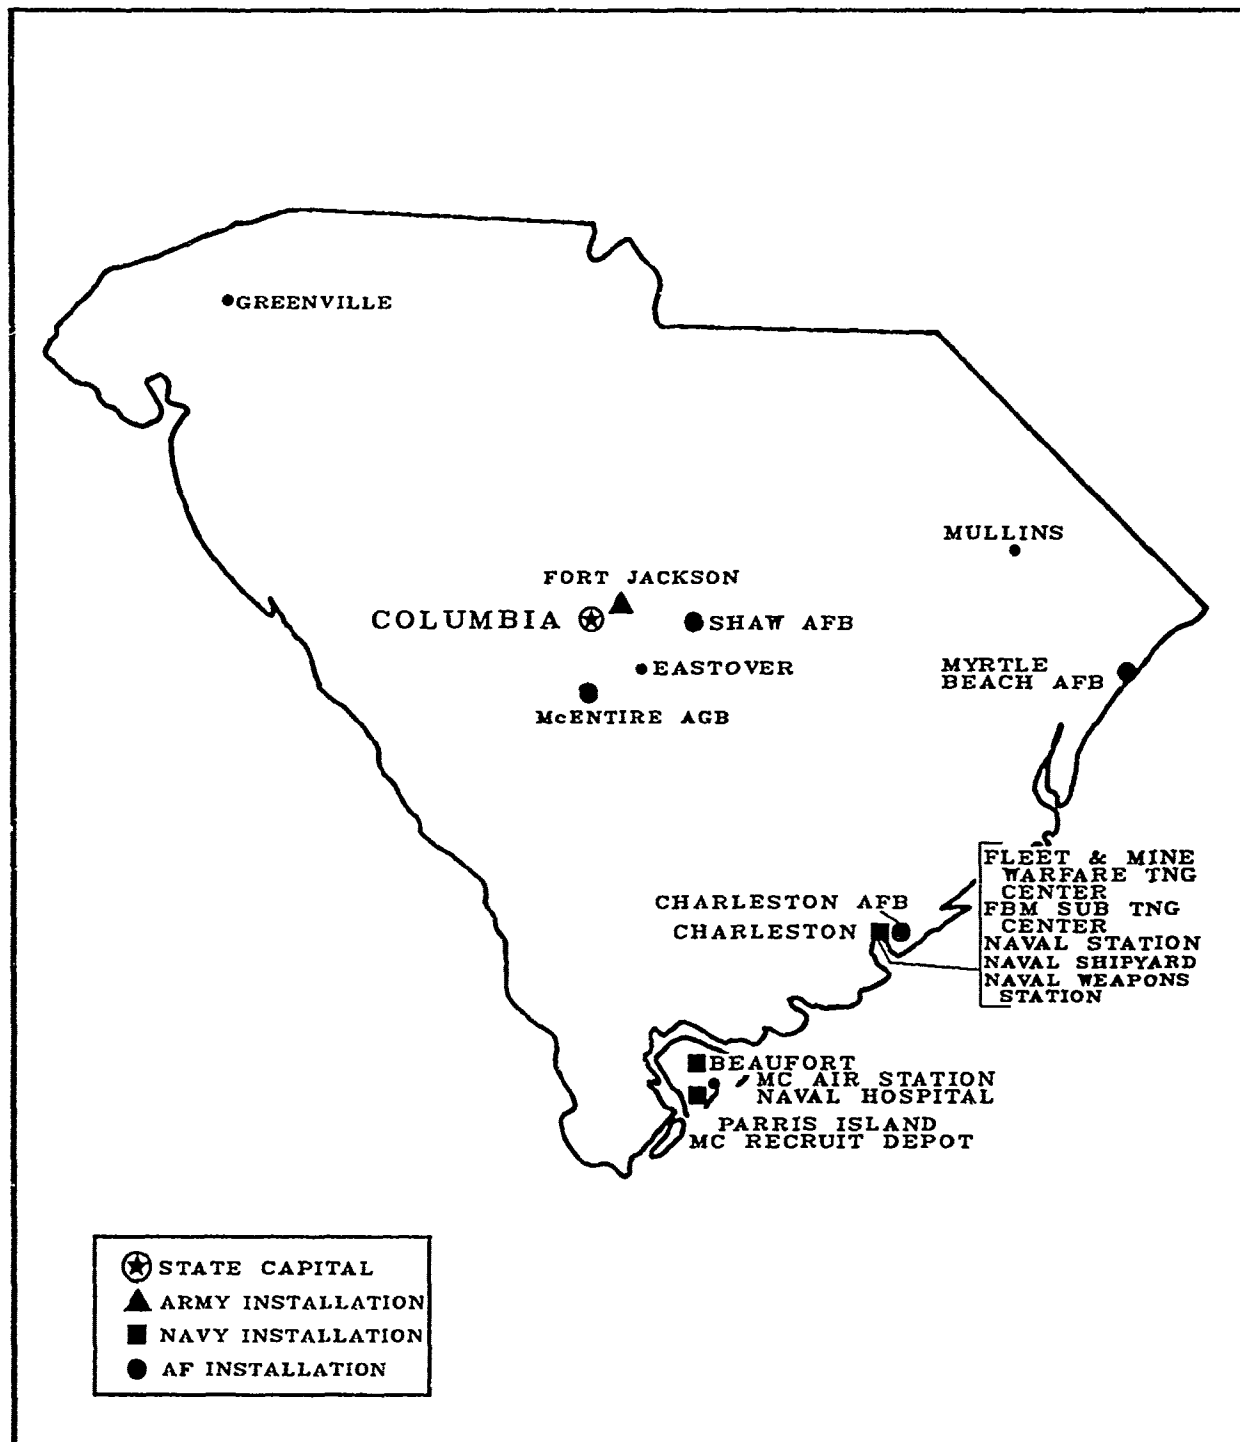 GREENVILLE
MULLINS
FORT JACKSON
COLUMBIA
SHAW AFB
EASTOVER
MYRTLE
BEACH AFB
McENTIRE AGB
FLEET & MINE
WARFARE TNG
CENTER
FBM SUB TNG
CENTER
NAVAL STATION
NAVAL SHIPYARD
NAVAL WEAPONS
STATION
CHARLESTON AFB
CHARLESTON
BEAUFORT
MC AIR STATION
NAVAL HOSPITAL
PARRIS ISLAND
MC RECRUIT DEPOT
STATE CAPITAL
ARMY INSTALLATION
NAVY INSTALLATION
AF INSTALLATION